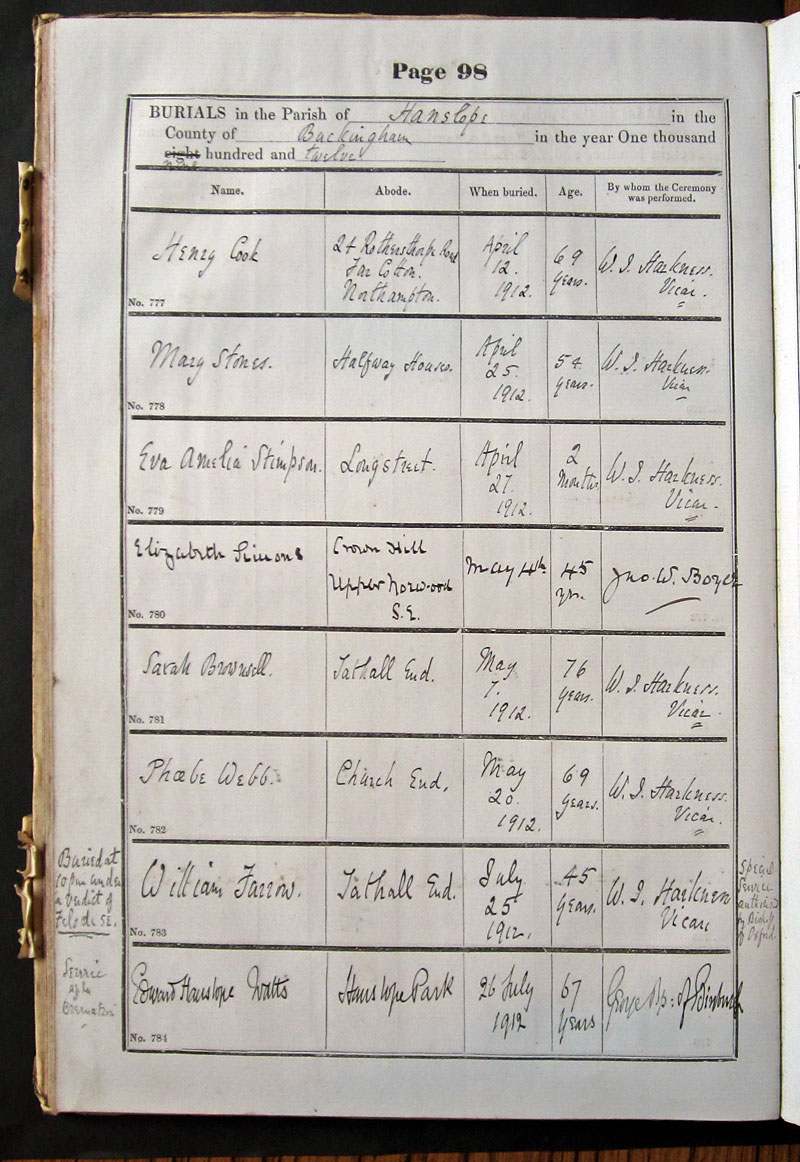 Page 98
BURIALS in the Parish of Hanslope in the
County of Buckingham in the year One thousand
eight hundred and twelve
nine
Name. Abode. When buried. Age. By whom the Ceremony was performed.
Henry Cook
24 Rothersthorpe Road
Far Cotton.
Northampton.
April
12.
1912.
69
years.
W. J. Harkness.
Vicar.
No. 777
Mary Stones.
Halfway Houses.
April
25.
1912.
54
years.
W. J. Harkness.
Vicar
No. 778
Eva Amelia Stimpson.
Longstreet.
April
27.
1912.
2
Months
W. J. Harkness.
Vicar.
No. 779
Elizabeth Simons
Crown Hill
Upper Norwood
S.E.
May 4th
45
yrs.
Jno. W. Boyce
No. 780
Sarah Brownsell.
Tathall End.
May
7.
1912.
76
years.
W. J. Harkness.
Vicar.
No. 781
Phœbe Webb.
Church End.
May
20.
1912.
69
years.
W. J. Harkness.
Vicar.
No. 782
Buried at
10 pm under
a verdict of
Felo de SE.
William Farrow.
Tathall End.
July
25
1912.
45
years.
W. J. Harkness
Vicar
Special
Service
authorised
by Bishop
of Oxford.
No. 783
Service
after
Cremation
Edward Hanslope Watts
Hanslope Park
26 July
1912
67
years
George Bp: of Edinburgh
No. 784